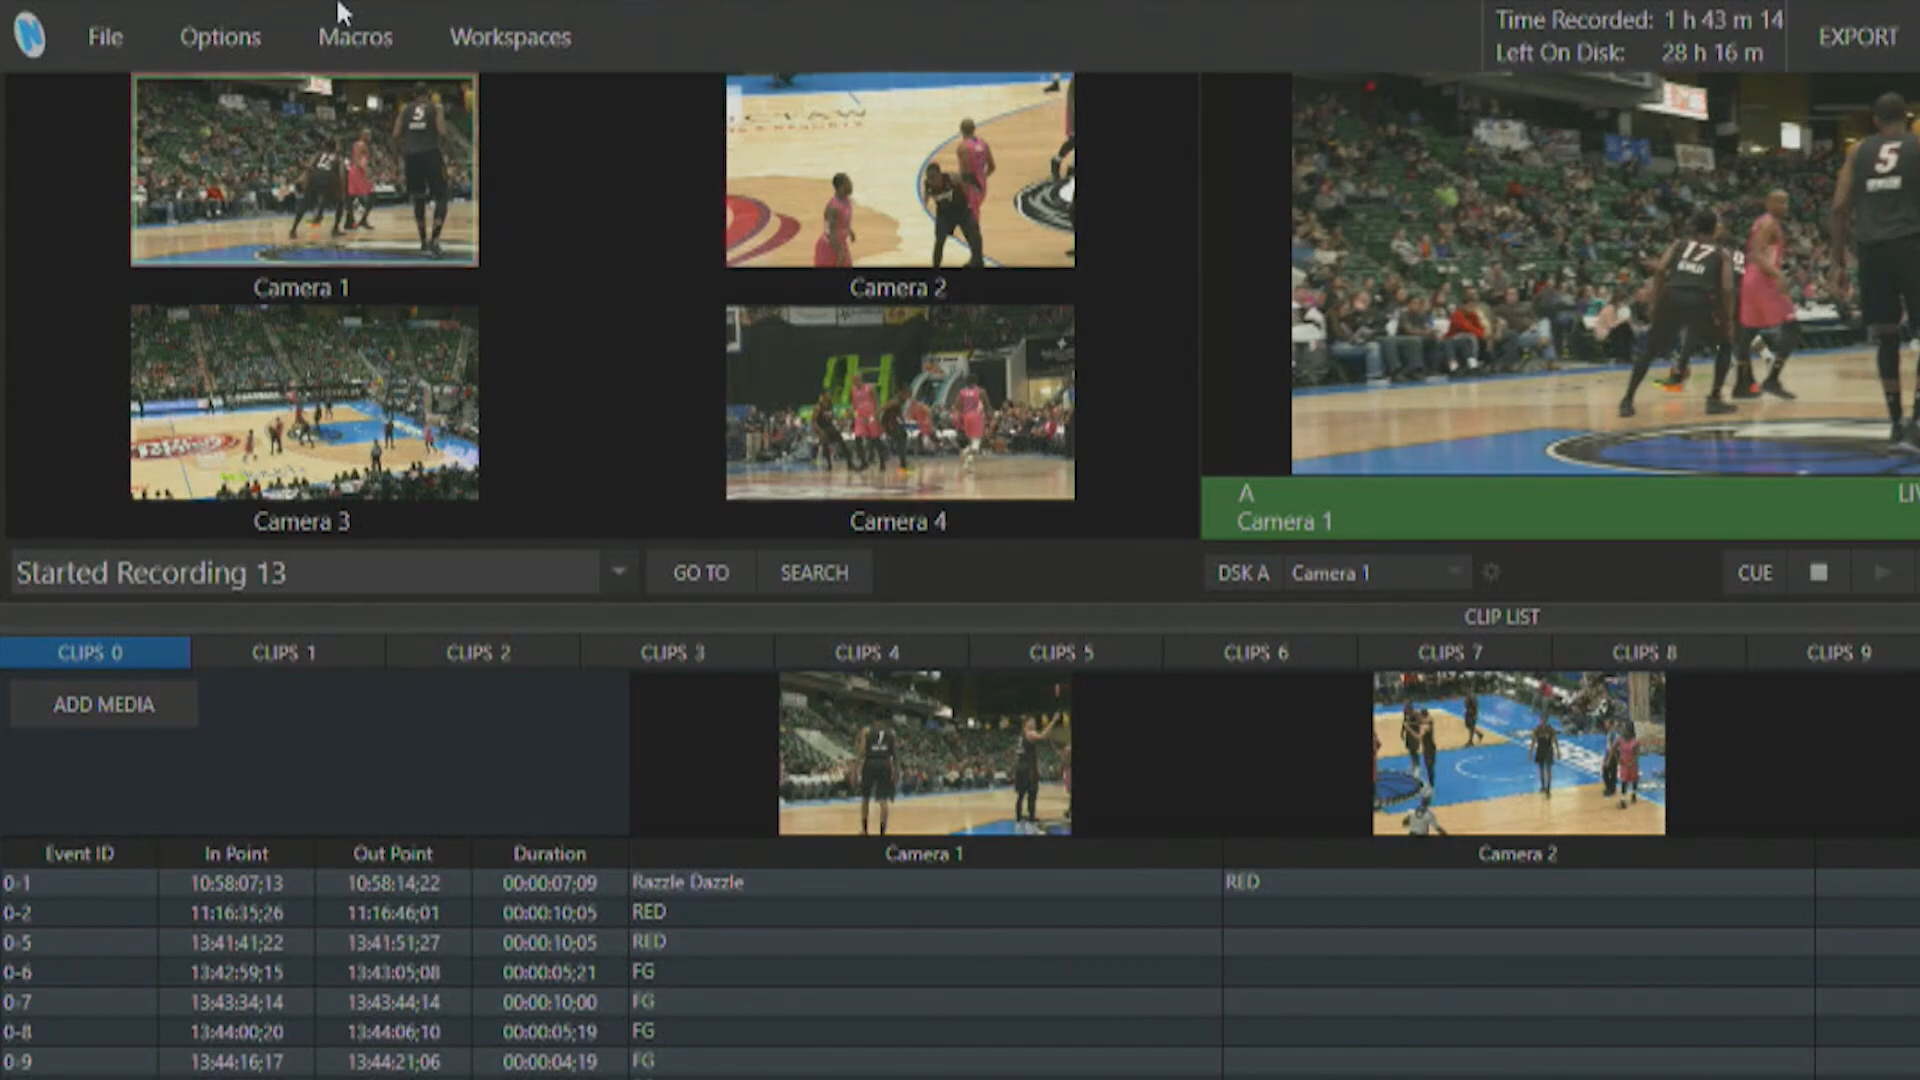 File Options Macros Workspaces
Time Recorded: 1 h 43 m 14
Left On Disk: 28 h 16 m
EXPORT
5
5
17
Camera 1
Camera 2
Camera 3
Camera 4
A
Camera 1
Started Recording 13
GO TO
SEARCH
DSK A
Camera 1
CUE
CLIP LIST
CLIPS 0 CLIPS 1 CLIPS 2 CLIPS 3 CLIPS 4 CLIPS 5 CLIPS 6 CLIPS 7 CLIPS 8 CLIPS 9
ADD MEDIA
Event ID In Point Out Point Duration Camera 1 Camera 2
0-1 10:58:07;13 10:58:14;22 00:00:07;09 Razzle Dazzle RED
0-2 11:16:35;26 11:16:46;01 00:00:10;05 RED
0-5 13:41:41;22 13:41:51;27 00:00:10;05 RED
0-6 13:42:59;15 13:43:05;08 00:00:05;21 FG
0-7 13:43:34;14 13:43:44;14 00:00:10;00 FG
0-8 13:44:00;20 13:44:06;10 00:00:05;19 FG
0-9 13:44:16;17 13:44:21;06 00:00:04;19 FG